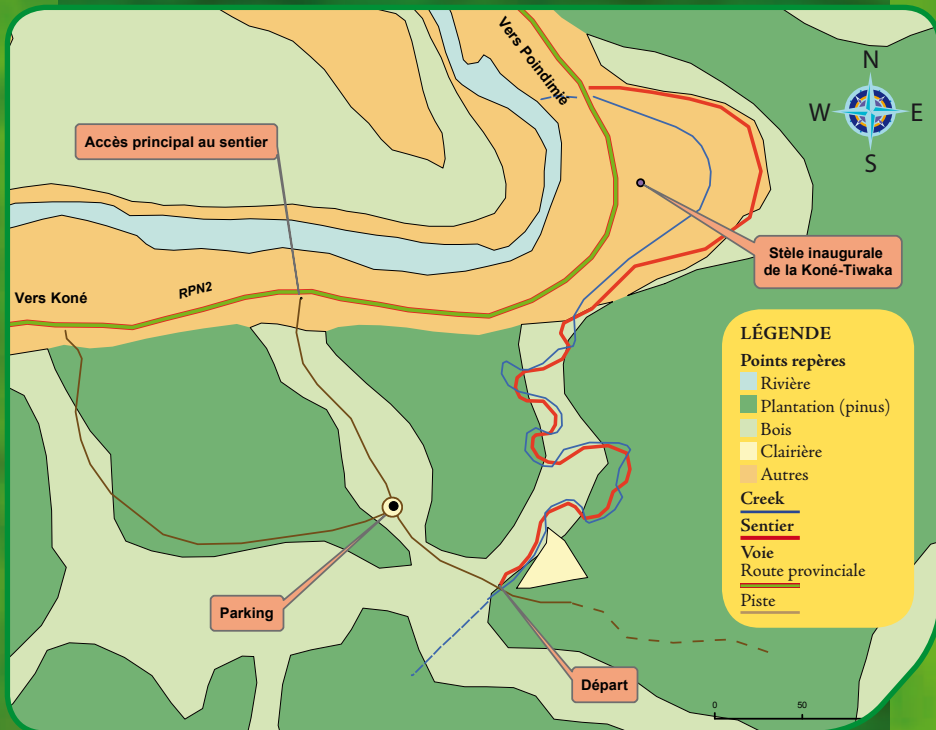 Vers Poindimié
N
W
E
S
Accès principal au sentier
Stèle inaugurale
de la Koné-Tiwaka
Vers Koné
RPN2
LÉGENDE
Points repères
Rivière
Plantation (pinus)
Bois
Clairière
Autres
Creek
Sentier
Voie
Route provinciale
Piste
Parking
Départ
0
50